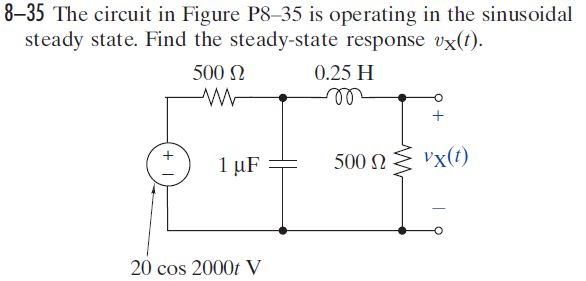 8–35 The circuit in Figure P8–35 is operating in the sinusoidal
steady state. Find the steady-state response vX(t).
500 Ω
0.25 H
+
+
1 μF
500 Ω
vX(t)
–
–
20 cos 2000t V